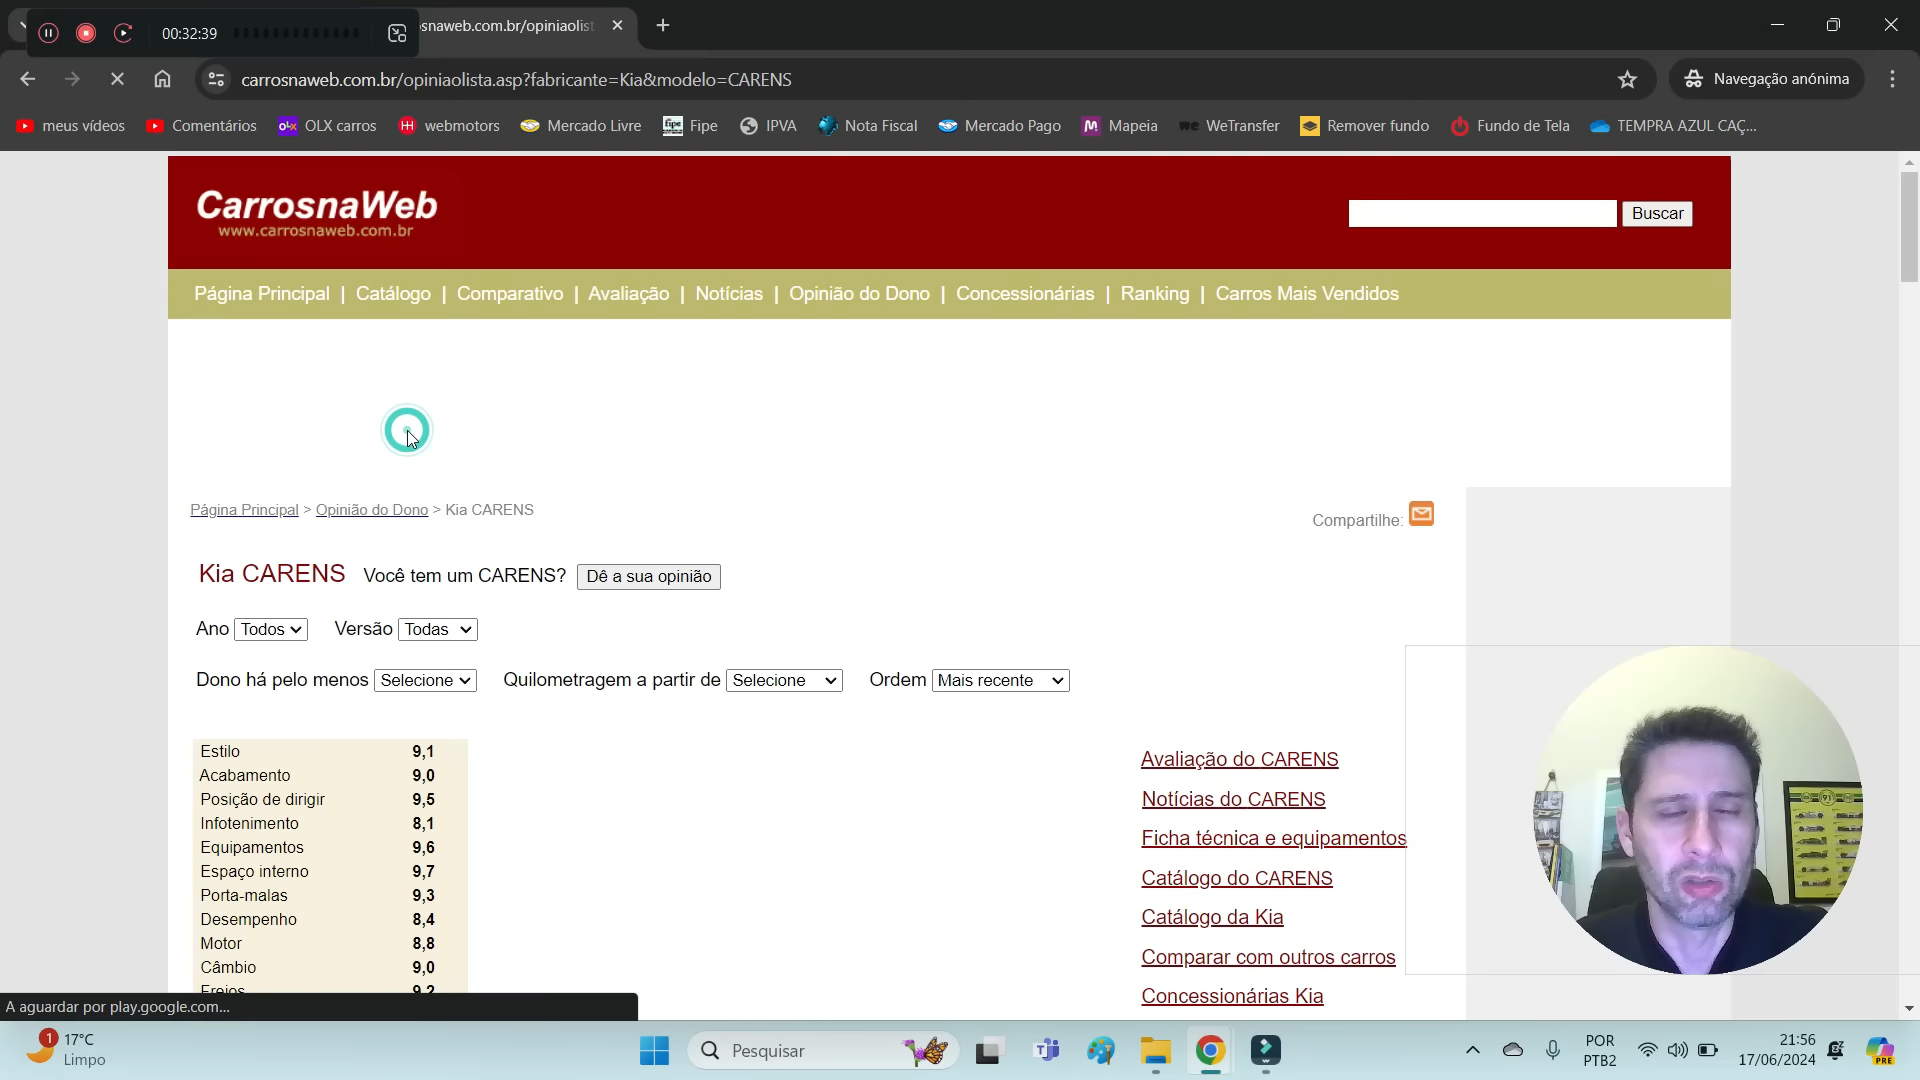 00:32:39
snaweb.com.br/opiniaolist
carrosnaweb.com.br/opiniaolista.asp?fabricante=Kia&modelo=CARENS
Navegação anónima
meus vídeos
Comentários
OLX carros
webmotors
Mercado Livre
Fipe
IPVA
Nota Fiscal
Mercado Pago
Mapeia
WeTransfer
Remover fundo
Fundo de Tela
TEMPRA AZUL CAÇ...
CarrosnaWeb
www.carrosnaweb.com.br
Buscar
Página Principal | Catálogo | Comparativo | Avaliação | Notícias | Opinião do Dono | Concessionárias | Ranking | Carros Mais Vendidos
Página Principal > Opinião do Dono > Kia CARENS
Compartilhe:
Kia CARENS Você tem um CARENS? Dê a sua opinião
Ano Todos Versão Todas
Dono há pelo menos Selecione Quilometragem a partir de Selecione Ordem Mais recente
Estilo 9,1
Acabamento 9,0
Posição de dirigir 9,5
Infotenimento 8,1
Equipamentos 9,6
Espaço interno 9,7
Porta-malas 9,3
Desempenho 8,4
Motor 8,8
Câmbio 9,0
Freios 9,2
Avaliação do CARENS
Notícias do CARENS
Ficha técnica e equipamentos
Catálogo do CARENS
Catálogo da Kia
Comparar com outros carros
Concessionárias Kia
A aguardar por play.google.com...
1
17°C
Limpo
Pesquisar
POR
PTB2
21:56
17/06/2024
PRE